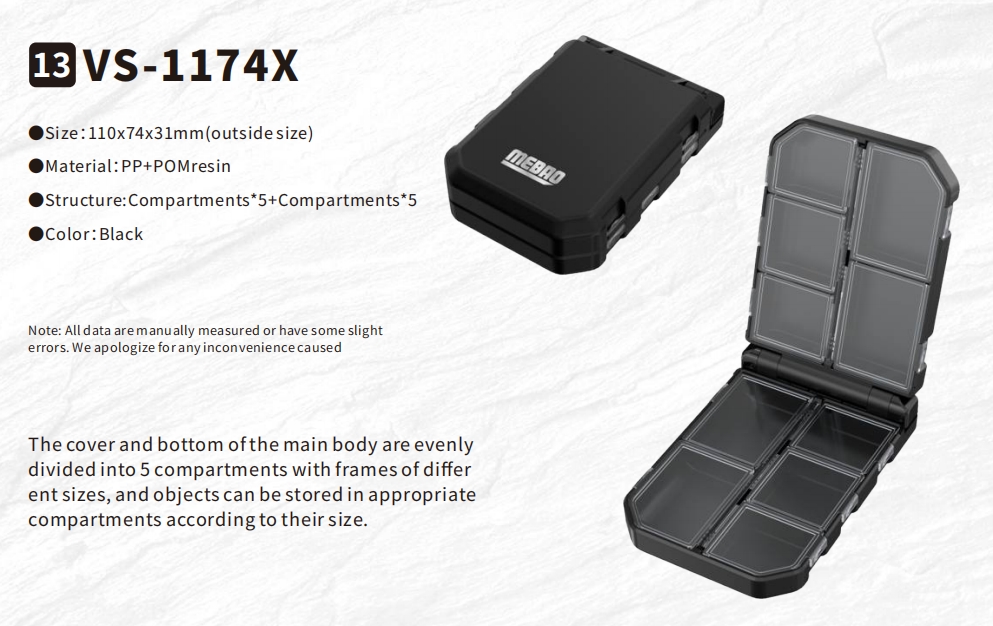 13 VS-1174X
●Size：110x74x31mm(outside size)
●Material：PP+POMresin
●Structure:Compartments*5+Compartments*5
●Color：Black
MEBAO
Note: All data are manually measured or have some slight
errors. We apologize for any inconvenience caused
The cover and bottom of the main body are evenly
divided into 5 compartments with frames of differ
ent sizes, and objects can be stored in appropriate
compartments according to their size.